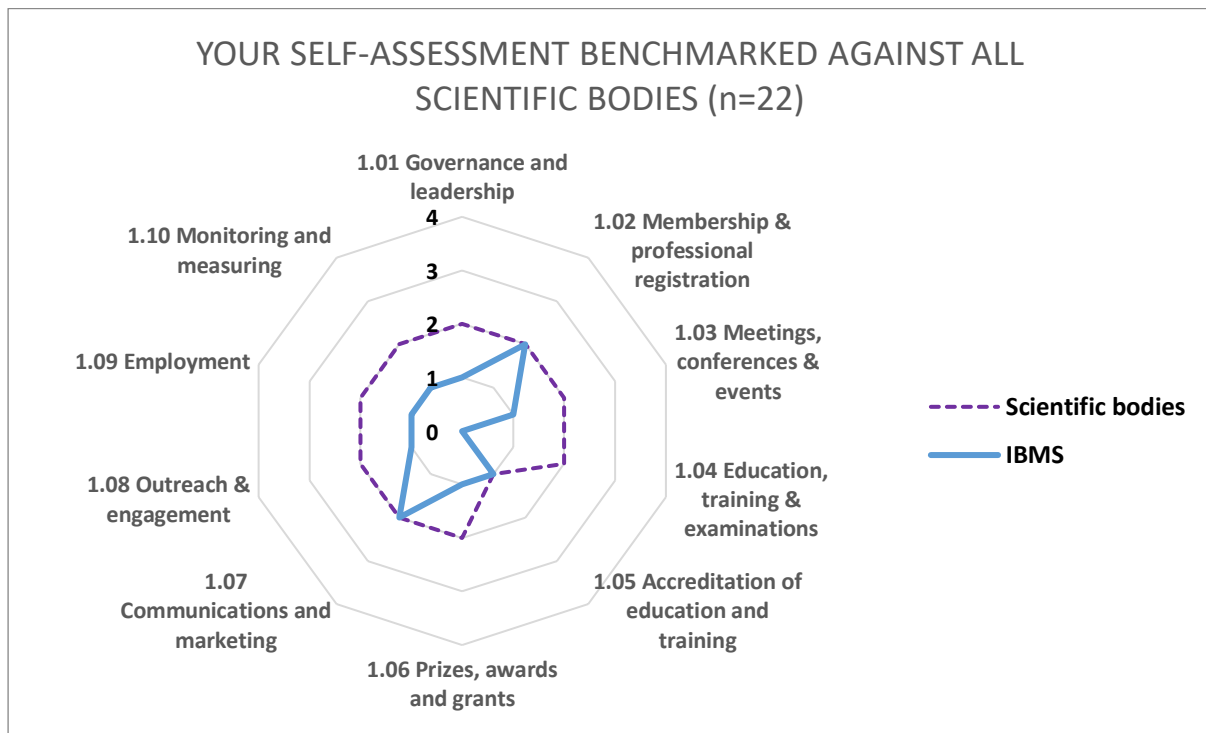 YOUR SELF-ASSESSMENT BENCHMARKED AGAINST ALL
SCIENTIFIC BODIES (n=22)
1.01 Governance and
leadership
1.02 Membership &
professional
registration
1.03 Meetings,
conferences &
events
1.04 Education,
training &
examinations
1.05 Accreditation of
education and
training
1.06 Prizes, awards
and grants
1.07
Communications and
marketing
1.08 Outreach &
engagement
1.09 Employment
1.10 Monitoring and
measuring
4
3
2
1
0
Scientific bodies
IBMS